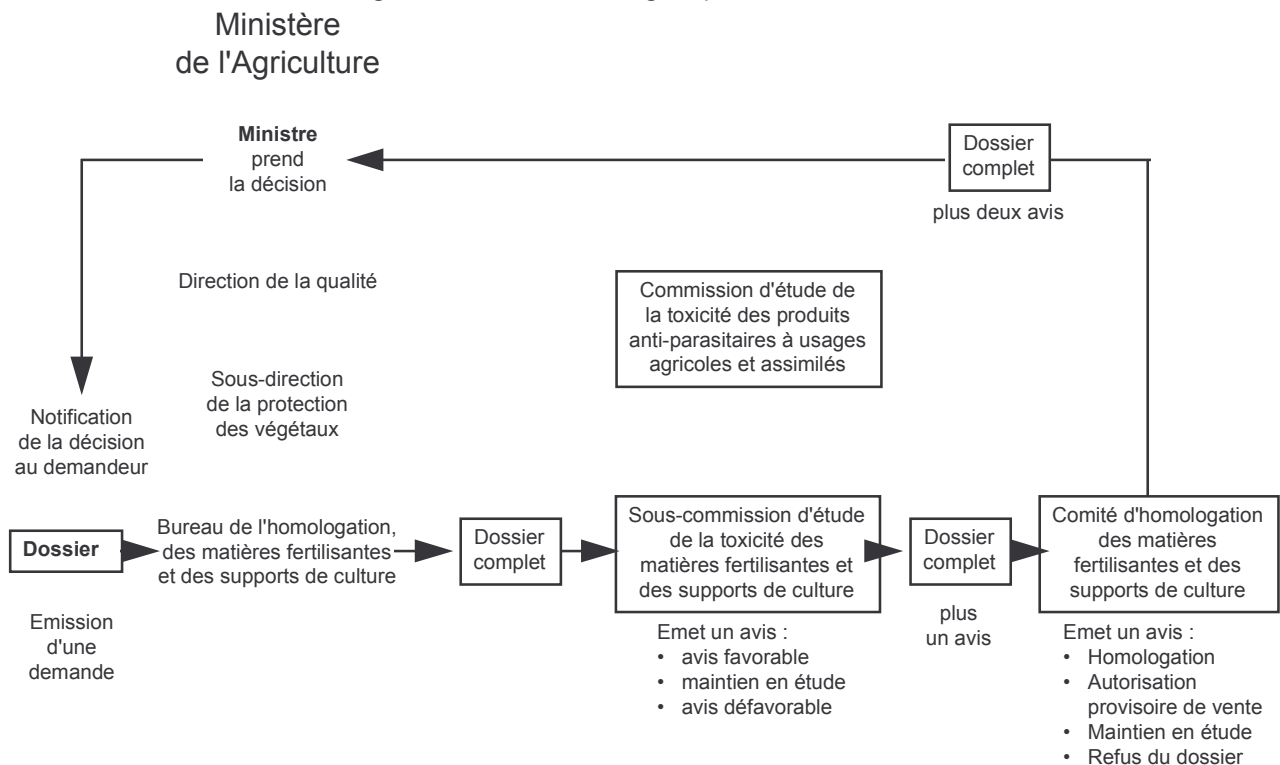 Ministère
de l'Agriculture
Ministre
prend
la décision
Dossier
complet
plus deux avis
Direction de la qualité
Commission d'étude de
la toxicité des produits
anti-parasitaires à usages
agricoles et assimilés
Sous-direction
de la protection
des végétaux
Notification
de la décision
au demandeur
Dossier
Emission
d'une
demande
Bureau de l'homologation,
des matières fertilisantes
et des supports de culture
Dossier
complet
Sous-commission d'étude
de la toxicité des
matières fertilisantes et
des supports de culture
Emet un avis :
• avis favorable
• maintien en étude
• avis défavorable
Dossier
complet
plus
un avis
Comité d'homologation
des matières
fertilisantes et des
supports de culture
Emet un avis :
• Homologation
• Autorisation
provisoire de vente
• Maintien en étude
• Refus du dossier